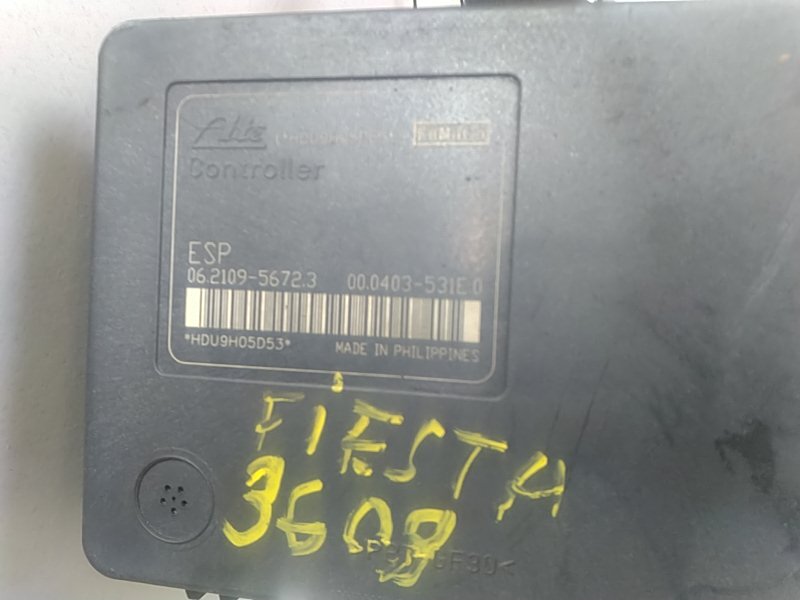 Ate
Controller
ESP
06.2109-5672.3 00.0403-531E.0
*HDU9H05D53* MADE IN PHILIPPINES
FIESTA
3608